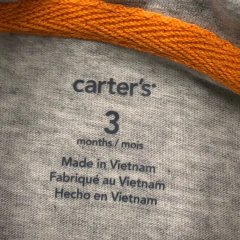 carter's®
3
months / mois
Made in Vietnam
Fabriqué au Vietnam
Hecho en Vietnam